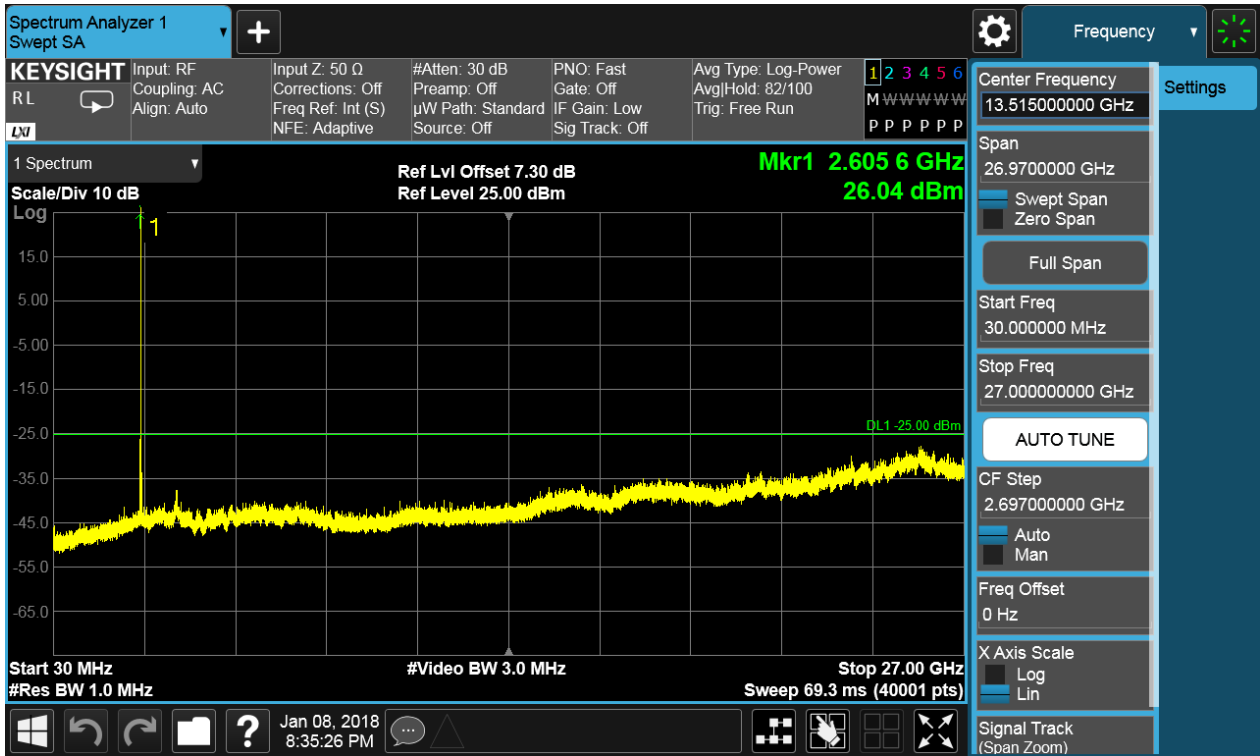 Spectrum Analyzer 1
Swept SA
Frequency
KEYSIGHT
RL
LXI
Input: RF
Coupling: AC
Align: Auto
Input Z: 50 Ω
Corrections: Off
Freq Ref: Int (S)
NFE: Adaptive
#Atten: 30 dB
Preamp: Off
µW Path: Standard
Source: Off
PNO: Fast
Gate: Off
IF Gain: Low
Sig Track: Off
Avg Type: Log-Power
Avg|Hold: 82/100
Trig: Free Run
1 2 3 4 5 6
M W W W W W
P P P P P P
1 Spectrum
Scale/Div 10 dB
Ref Lvl Offset 7.30 dB
Ref Level 25.00 dBm
Mkr1 2.605 6 GHz
26.04 dBm
Log
1
15.0
5.00
-5.00
-15.0
-25.0
-35.0
-45.0
-55.0
-65.0
DL1 -25.00 dBm
Start 30 MHz
#Res BW 1.0 MHz
#Video BW 3.0 MHz
Stop 27.00 GHz
Sweep 69.3 ms (40001 pts)
Center Frequency
13.515000000 GHz
Span
26.9700000 GHz
Swept Span
Zero Span
Full Span
Start Freq
30.000000 MHz
Stop Freq
27.000000000 GHz
AUTO TUNE
CF Step
2.697000000 GHz
Auto
Man
Freq Offset
0 Hz
X Axis Scale
Log
Lin
Signal Track
(Span Zoom)
Settings
?
Jan 08, 2018
8:35:26 PM